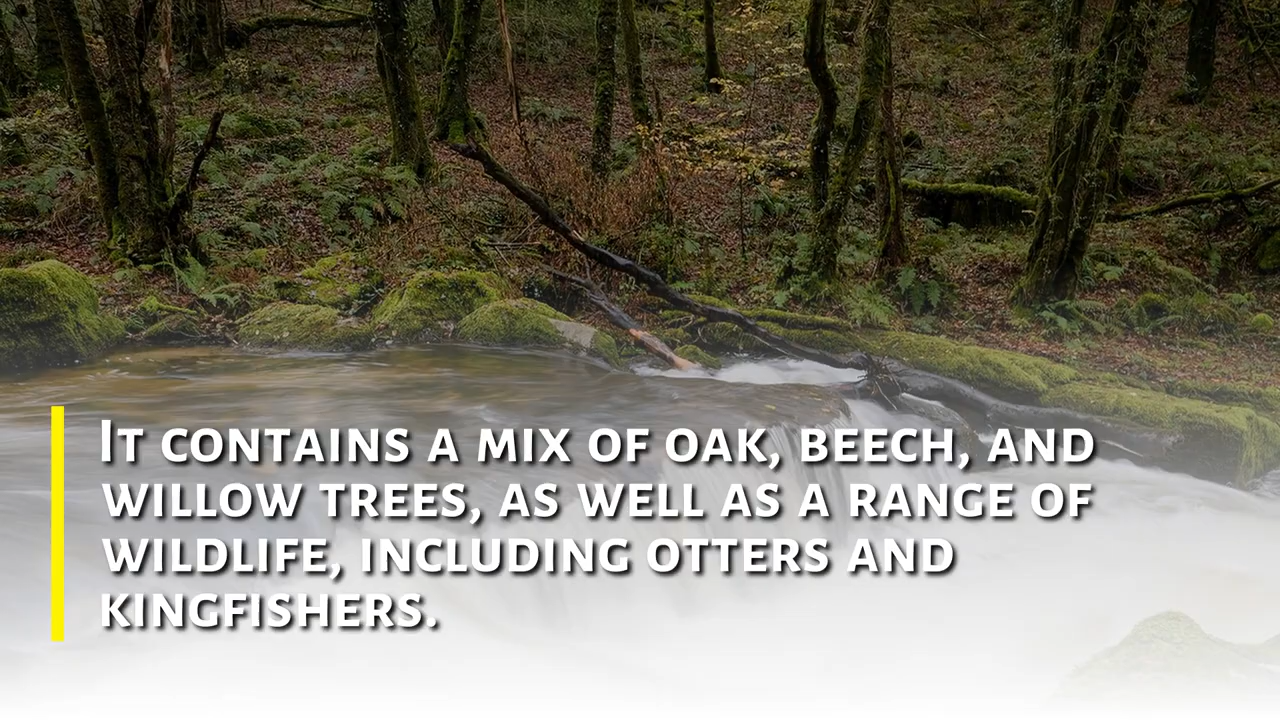 It contains a mix of oak, beech, and
willow trees, as well as a range of
wildlife, including otters and
kingfishers.